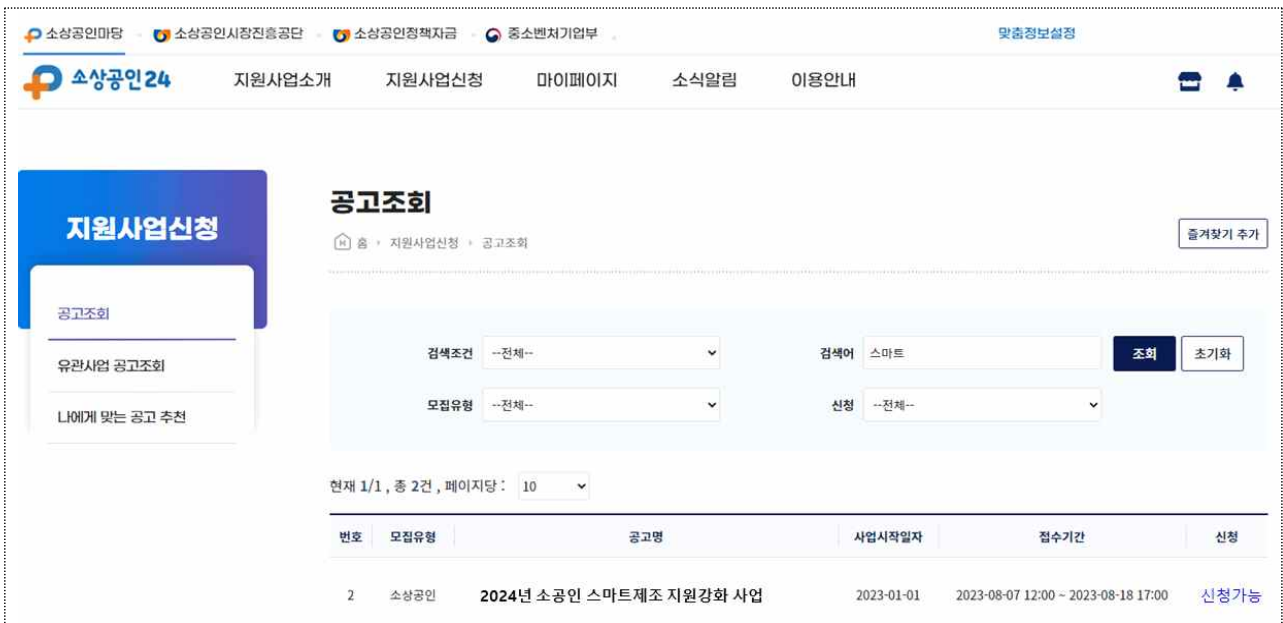 소상공인마당 소상공인시장진흥공단 소상공인정책자금 중소벤처기업부 맞춤정보설정
소상공인24 지원사업소개 지원사업신청 마이페이지 소식알림 이용안내
지원사업신청
공고조회
유관사업 공고조회
나에게 맞는 공고 추천
공고조회
홈 › 지원사업신청 › 공고조회
즐겨찾기 추가
검색조건 --전체-- 검색어 스마트 조회 초기화
모집유형 --전체-- 신청 --전체--
현재 1/1 , 총 2건 , 페이지당 : 10
번호 모집유형 공고명 사업시작일자 접수기간 신청
2 소상공인 2024년 소공인 스마트제조 지원강화 사업 2023-01-01 2023-08-07 12:00 ~ 2023-08-18 17:00 신청가능